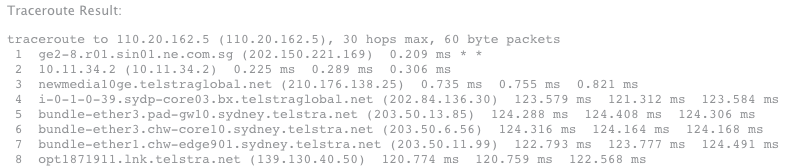 Traceroute Result:
traceroute to 110.20.162.5 (110.20.162.5), 30 hops max, 60 byte packets
1 ge2-8.r01.sin01.ne.com.sg (202.150.221.169) 0.209 ms * *
2 10.11.34.2 (10.11.34.2) 0.225 ms 0.289 ms 0.306 ms
3 newmedia10ge.telstraglobal.net (210.176.138.25) 0.735 ms 0.755 ms 0.821 ms
4 i-0-1-0-39.sydp-core03.bx.telstraglobal.net (202.84.136.30) 123.579 ms 121.312 ms 123.584 ms
5 bundle-ether3.pad-gw10.sydney.telstra.net (203.50.13.85) 124.288 ms 124.408 ms 124.306 ms
6 bundle-ether3.chw-core10.sydney.telstra.net (203.50.6.56) 124.316 ms 124.164 ms 124.168 ms
7 bundle-ether1.chw-edge901.sydney.telstra.net (203.50.11.99) 122.793 ms 123.777 ms 124.491 ms
8 opt1871911.lnk.telstra.net (139.130.40.50) 120.774 ms 120.759 ms 122.568 ms